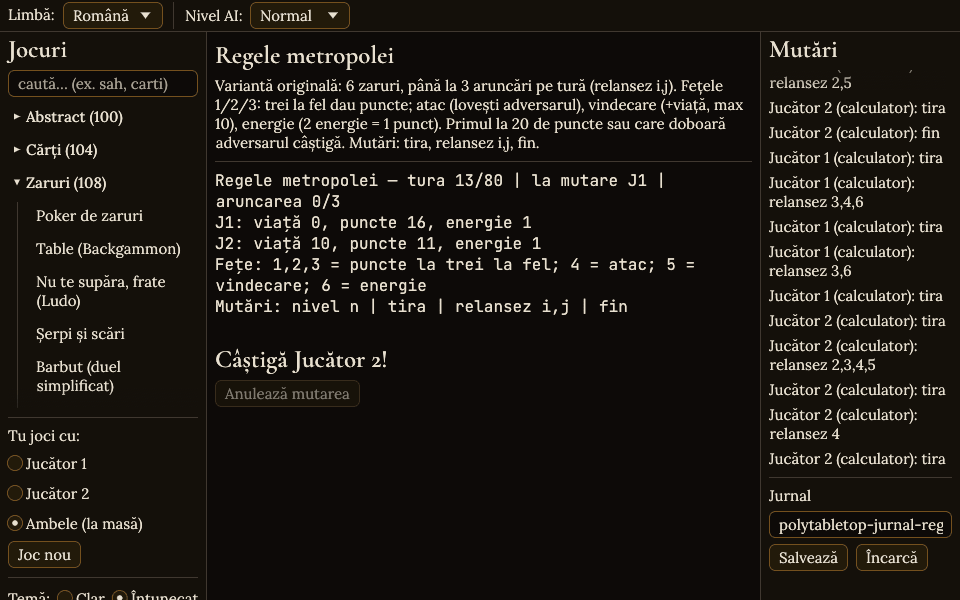 Limbă: Română ▼ Nivel AI: Normal ▼
Jocuri
caută... (ex. sah, carti)
▸ Abstract (100)
▸ Cărți (104)
▾ Zaruri (108)
Poker de zaruri
Table (Backgammon)
Nu te supăra, frate
(Ludo)
Șerpi și scări
Barbut (duel
simplificat)
Tu joci cu:
Jucător 1
Jucător 2
Ambele (la masă)
Joc nou
Temă: Clar Întunecat
Regele metropolei
Variantă originală: 6 zaruri, până la 3 aruncări pe tură (relansez i,j). Fețele
1/2/3: trei la fel dau puncte; atac (lovești adversarul), vindecare (+viață, max
10), energie (2 energie = 1 punct). Primul la 20 de puncte sau care doboară
adversarul câștigă. Mutări: tira, relansez i,j, fin.
Regele metropolei — tura 13/80 | la mutare J1 |
aruncarea 0/3
J1: viață 0, puncte 16, energie 1
J2: viață 10, puncte 11, energie 1
Fețe: 1,2,3 = puncte la trei la fel; 4 = atac; 5 =
vindecare; 6 = energie
Mutări: nivel n | tira | relansez i,j | fin
Câștigă Jucător 2!
Anulează mutarea
Mutări
relansez 2,5
Jucător 2 (calculator): tira
Jucător 2 (calculator): fin
Jucător 1 (calculator): tira
Jucător 1 (calculator):
relansez 3,4,6
Jucător 1 (calculator): tira
Jucător 1 (calculator):
relansez 3,6
Jucător 1 (calculator): tira
Jucător 2 (calculator): tira
Jucător 2 (calculator):
relansez 2,3,4,5
Jucător 2 (calculator): tira
Jucător 2 (calculator):
relansez 4
Jucător 2 (calculator): tira
Jurnal
polytabletop-jurnal-reg
Salvează Încarcă